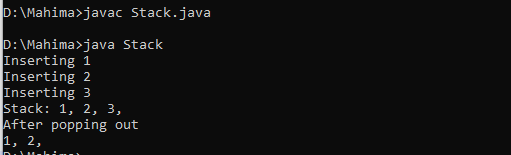 D:\Mahima>javac Stack.java
D:\Mahima>java Stack
Inserting 1
Inserting 2
Inserting 3
Stack: 1, 2, 3,
After popping out
1, 2,
D:\Mahima>